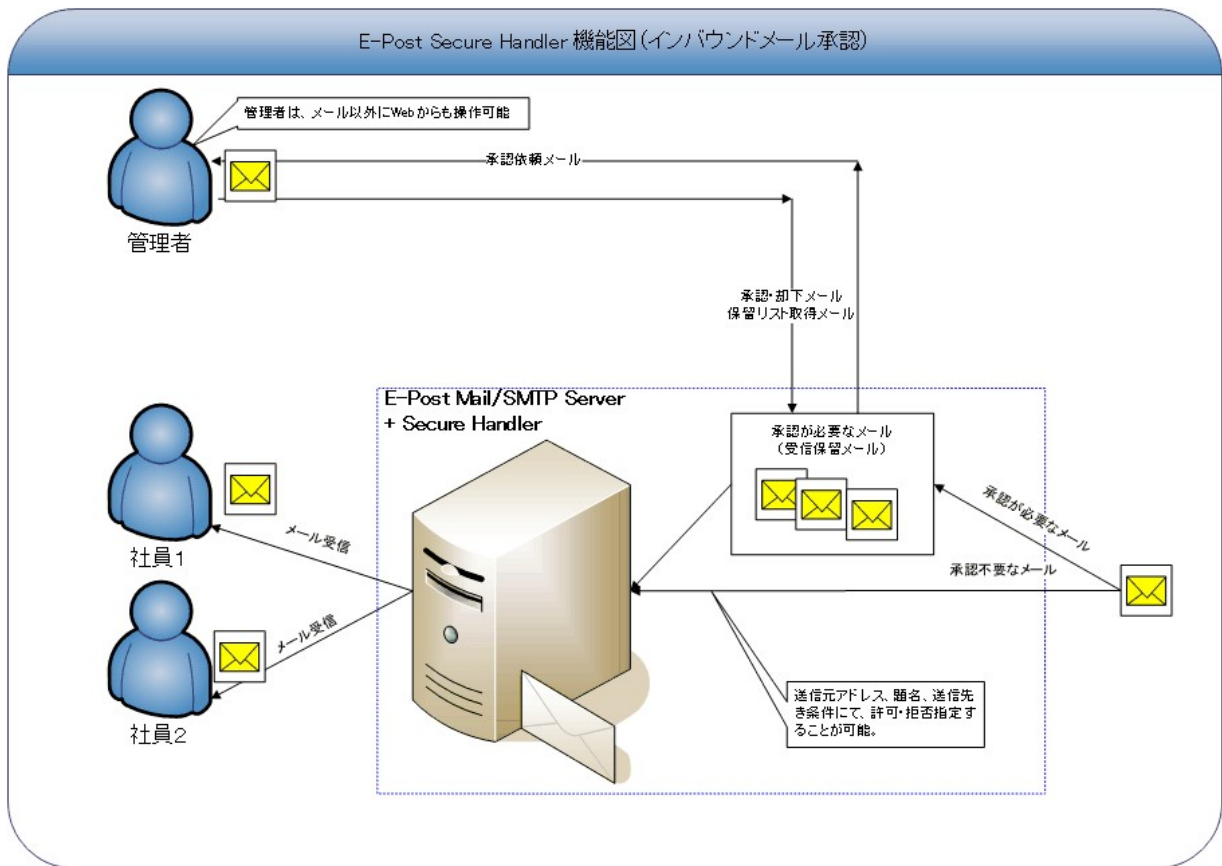 E-Post Secure Handler 機能図(インバウンドメール承認)
管理者は、メール以外にWebからも操作可能
承認依頼メール
管理者
承認・却下メール
保留リスト取得メール
E-Post Mail/SMTP Server
+ Secure Handler
承認が必要なメール
(受信保留メール)
承認が必要なメール
メール受信
社員1
承認不要なメール
メール受信
送信元アドレス、題名、送信先
き条件にて、許可・拒否指定す
ることが可能。
社員2